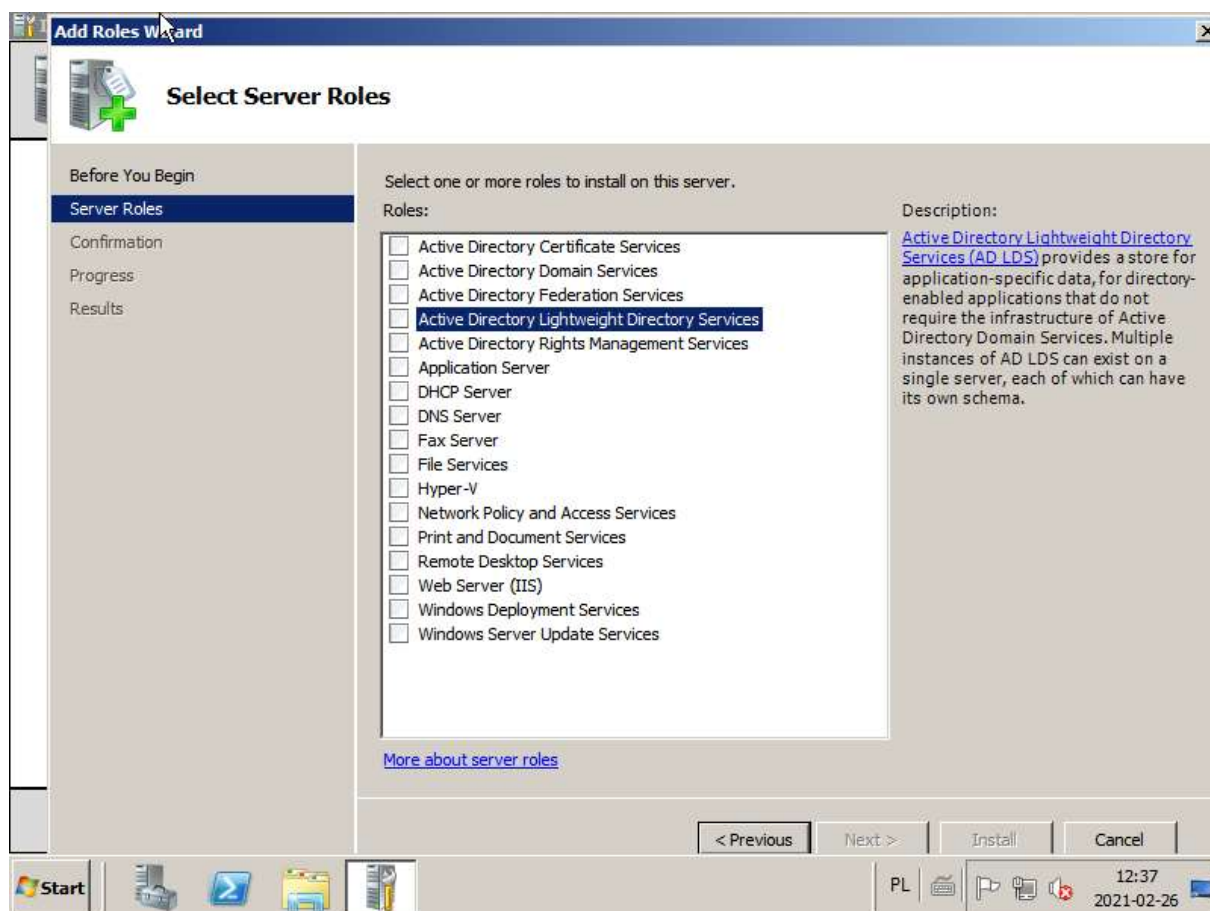 Add Roles Wizard
Select Server Roles
Before You Begin
Server Roles
Confirmation
Progress
Results
Select one or more roles to install on this server.
Roles:
Active Directory Certificate Services
Active Directory Domain Services
Active Directory Federation Services
Active Directory Lightweight Directory Services
Active Directory Rights Management Services
Application Server
DHCP Server
DNS Server
Fax Server
File Services
Hyper-V
Network Policy and Access Services
Print and Document Services
Remote Desktop Services
Web Server (IIS)
Windows Deployment Services
Windows Server Update Services
More about server roles
Description:
Active Directory Lightweight Directory
Services (AD LDS) provides a store for
application-specific data, for directory-
enabled applications that do not
require the infrastructure of Active
Directory Domain Services. Multiple
instances of AD LDS can exist on a
single server, each of which can have
its own schema.
< Previous
Next >
Install
Cancel
Start
PL
12:37
2021-02-26